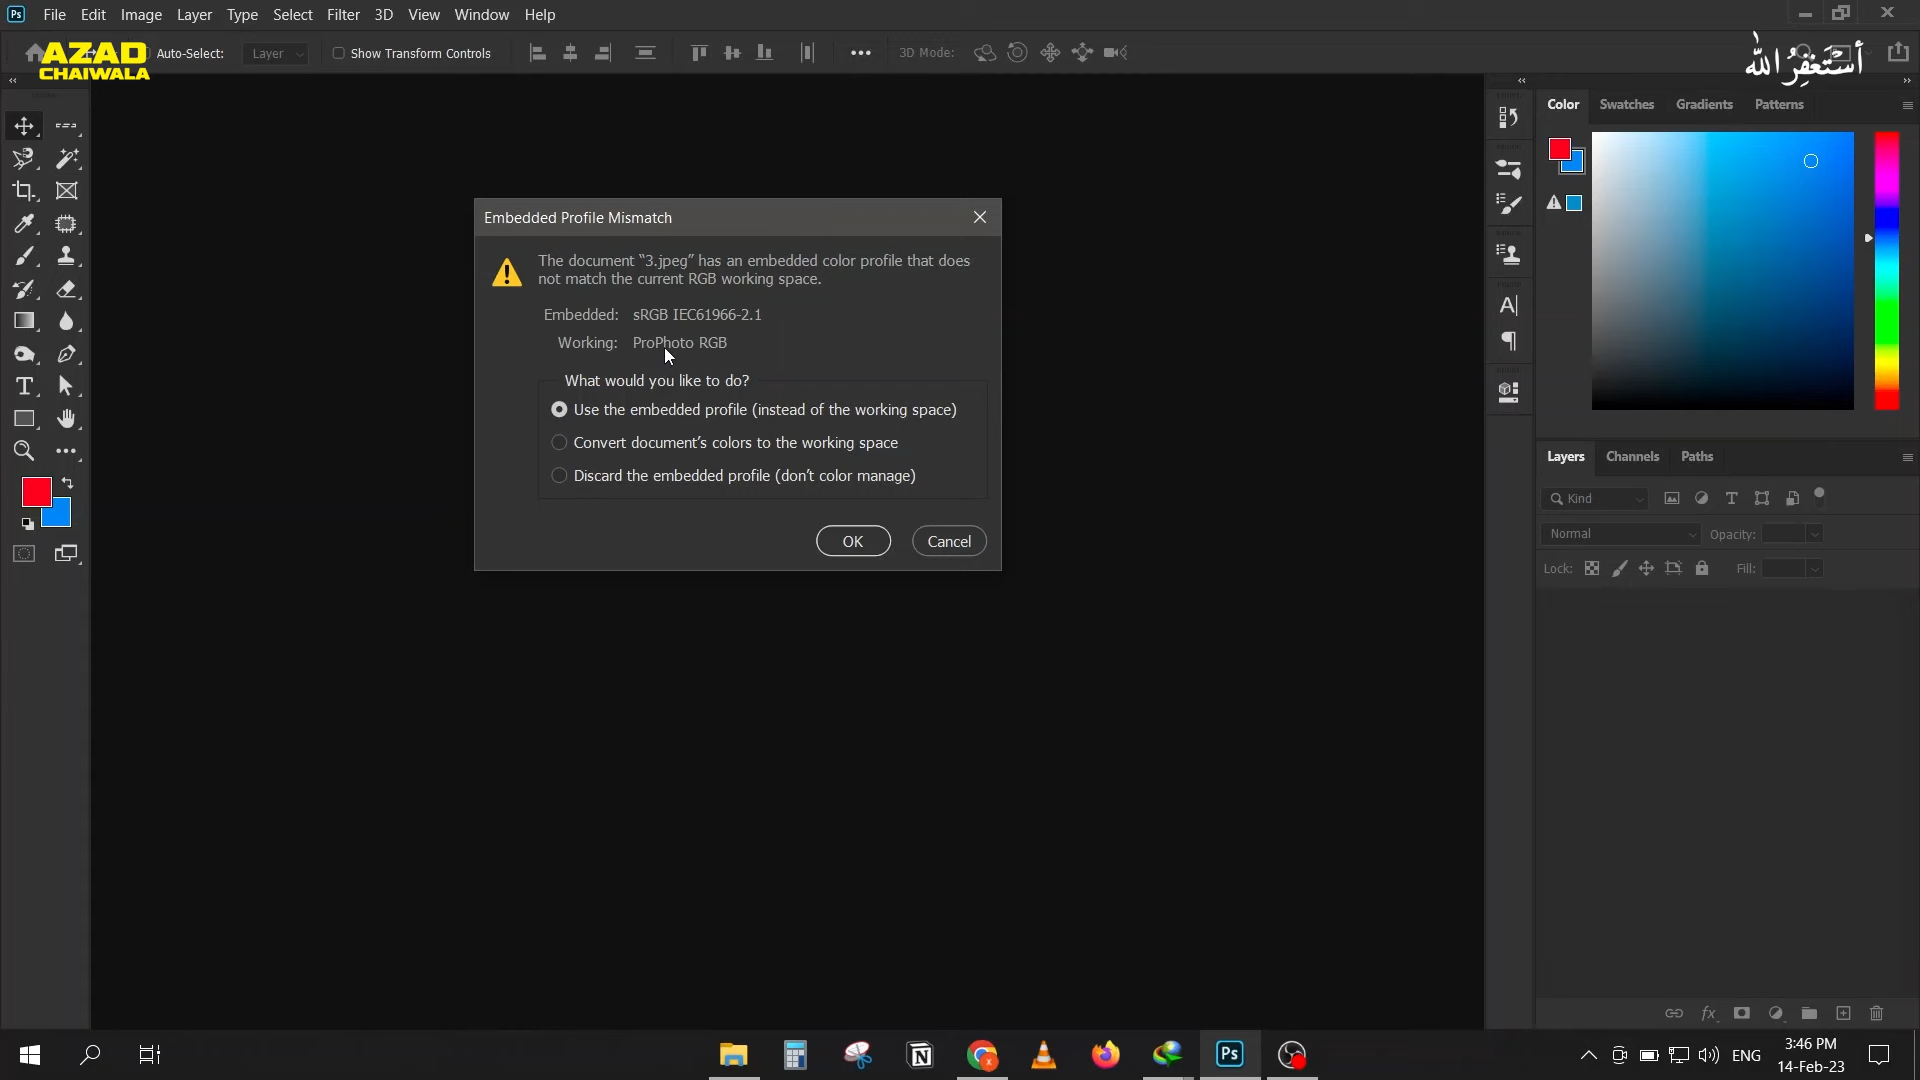 Ps File Edit Image Layer Type Select Filter 3D View Window Help
AZAD
CHAIWALA
Auto-Select: Layer Show Transform Controls 3D Mode:
أَسْتَغْفِرُ اللّٰه
Color Swatches Gradients Patterns
Embedded Profile Mismatch
The document “3.jpeg” has an embedded color profile that does
not match the current RGB working space.
Embedded: sRGB IEC61966-2.1
Working: ProPhoto RGB
What would you like to do?
Use the embedded profile (instead of the working space)
Convert document’s colors to the working space
Discard the embedded profile (don’t color manage)
OK Cancel
Layers Channels Paths
Kind
Normal Opacity:
Lock: Fill:
Ps
ENG
3:46 PM
14-Feb-23